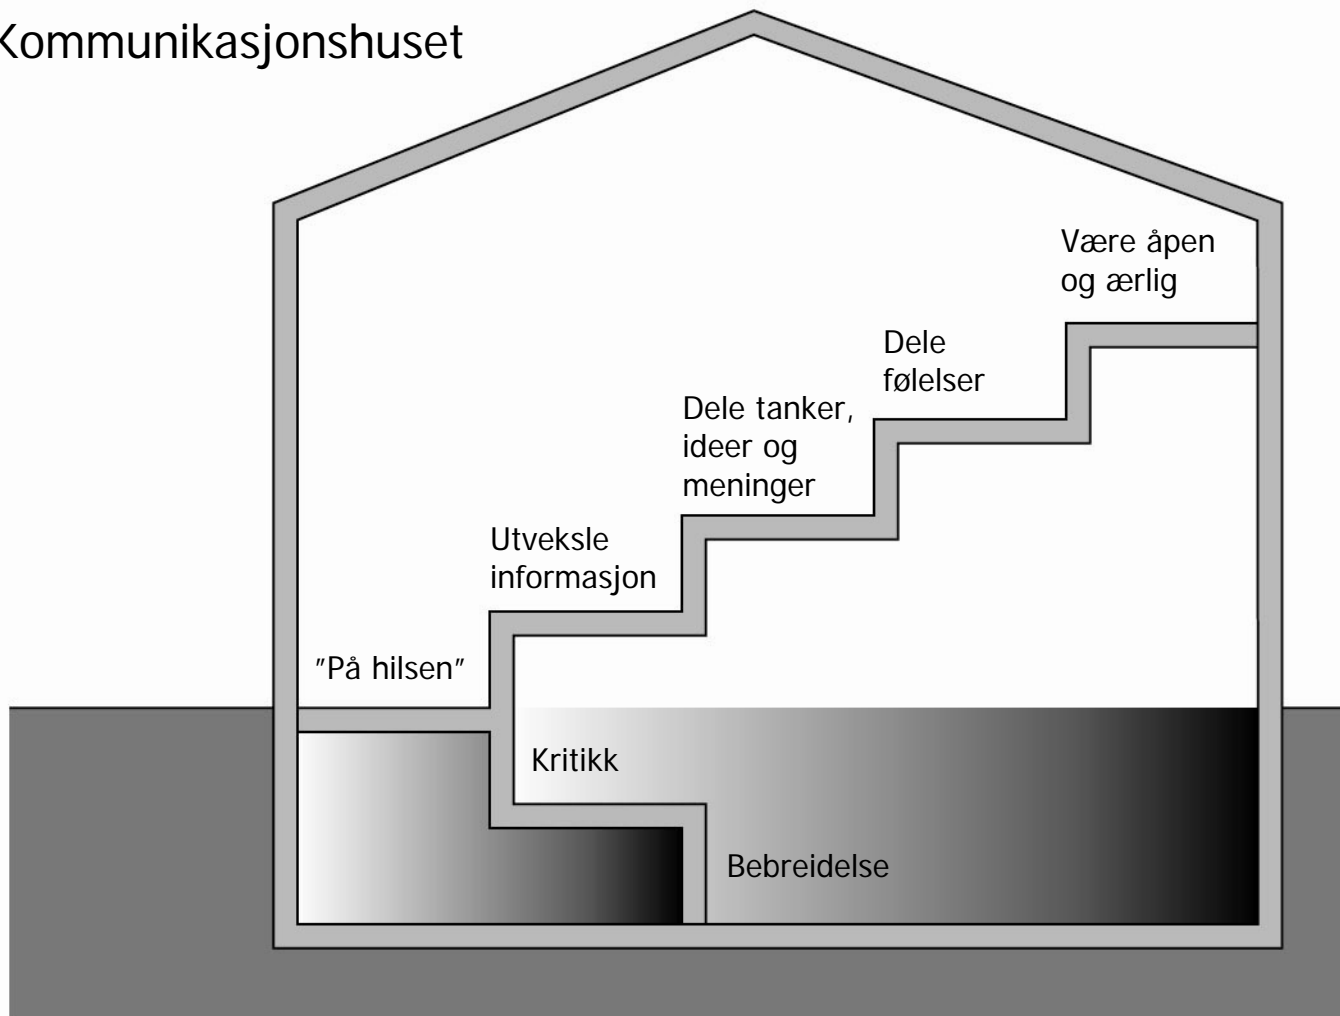 Kommunikasjonshuset
Være åpen
og ærlig
Dele
følelser
Dele tanker,
ideer og
meninger
Utveksle
informasjon
"På hilsen"
Kritikk
Bebreidelse